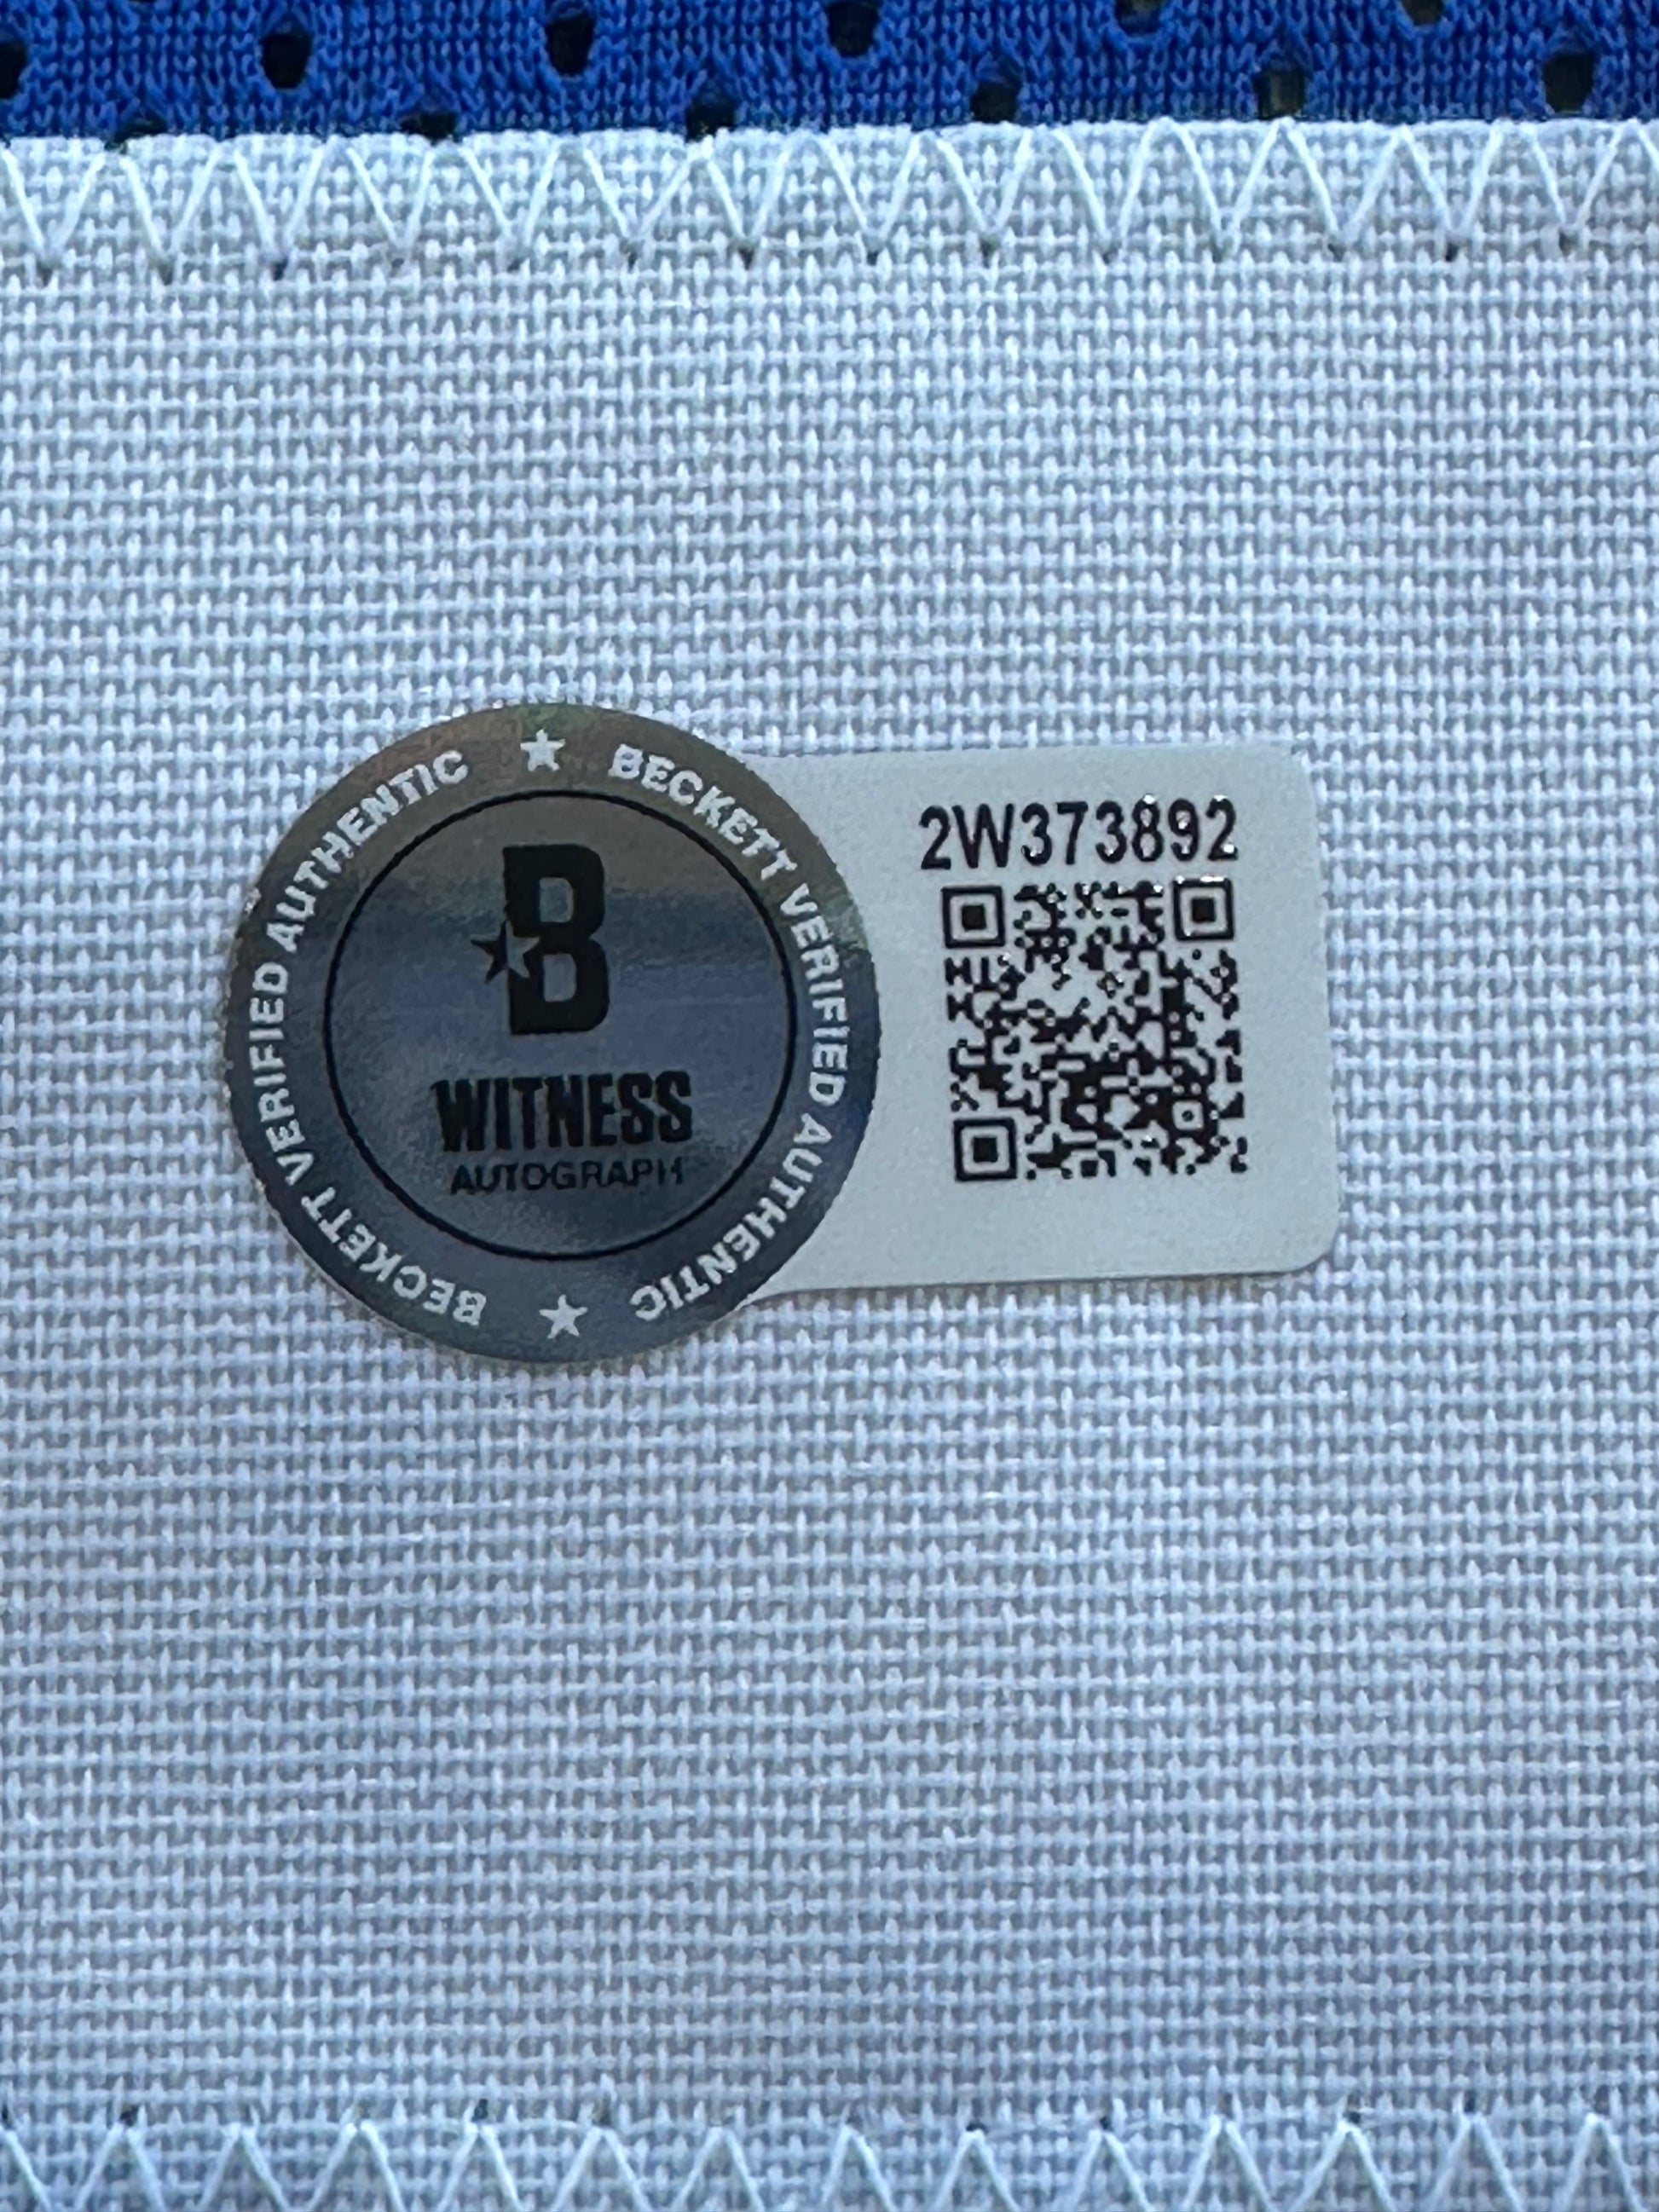 ★ BECKETT VERIFIED AUTHENTIC
★ BECKETT VERIFIED AUTHENTIC
B
WITNESS
AUTOGRAPH
2W373892